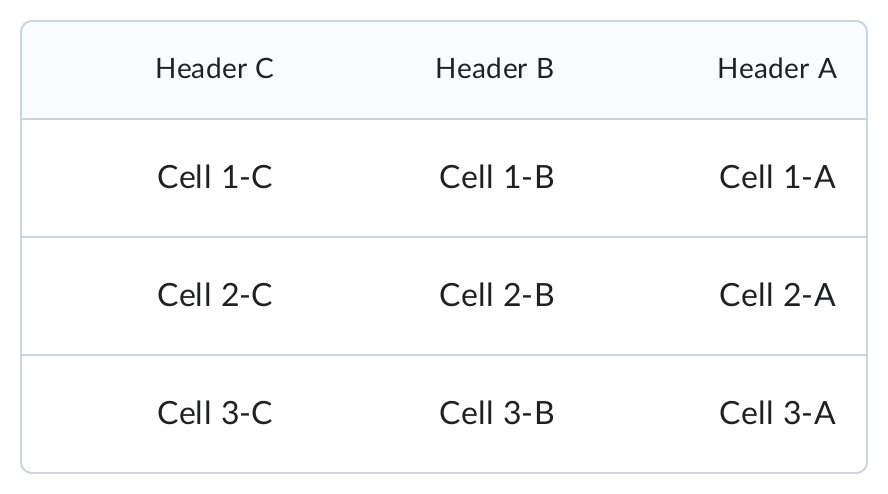 Header C Header B Header A
Cell 1-C Cell 1-B Cell 1-A
Cell 2-C Cell 2-B Cell 2-A
Cell 3-C Cell 3-B Cell 3-A